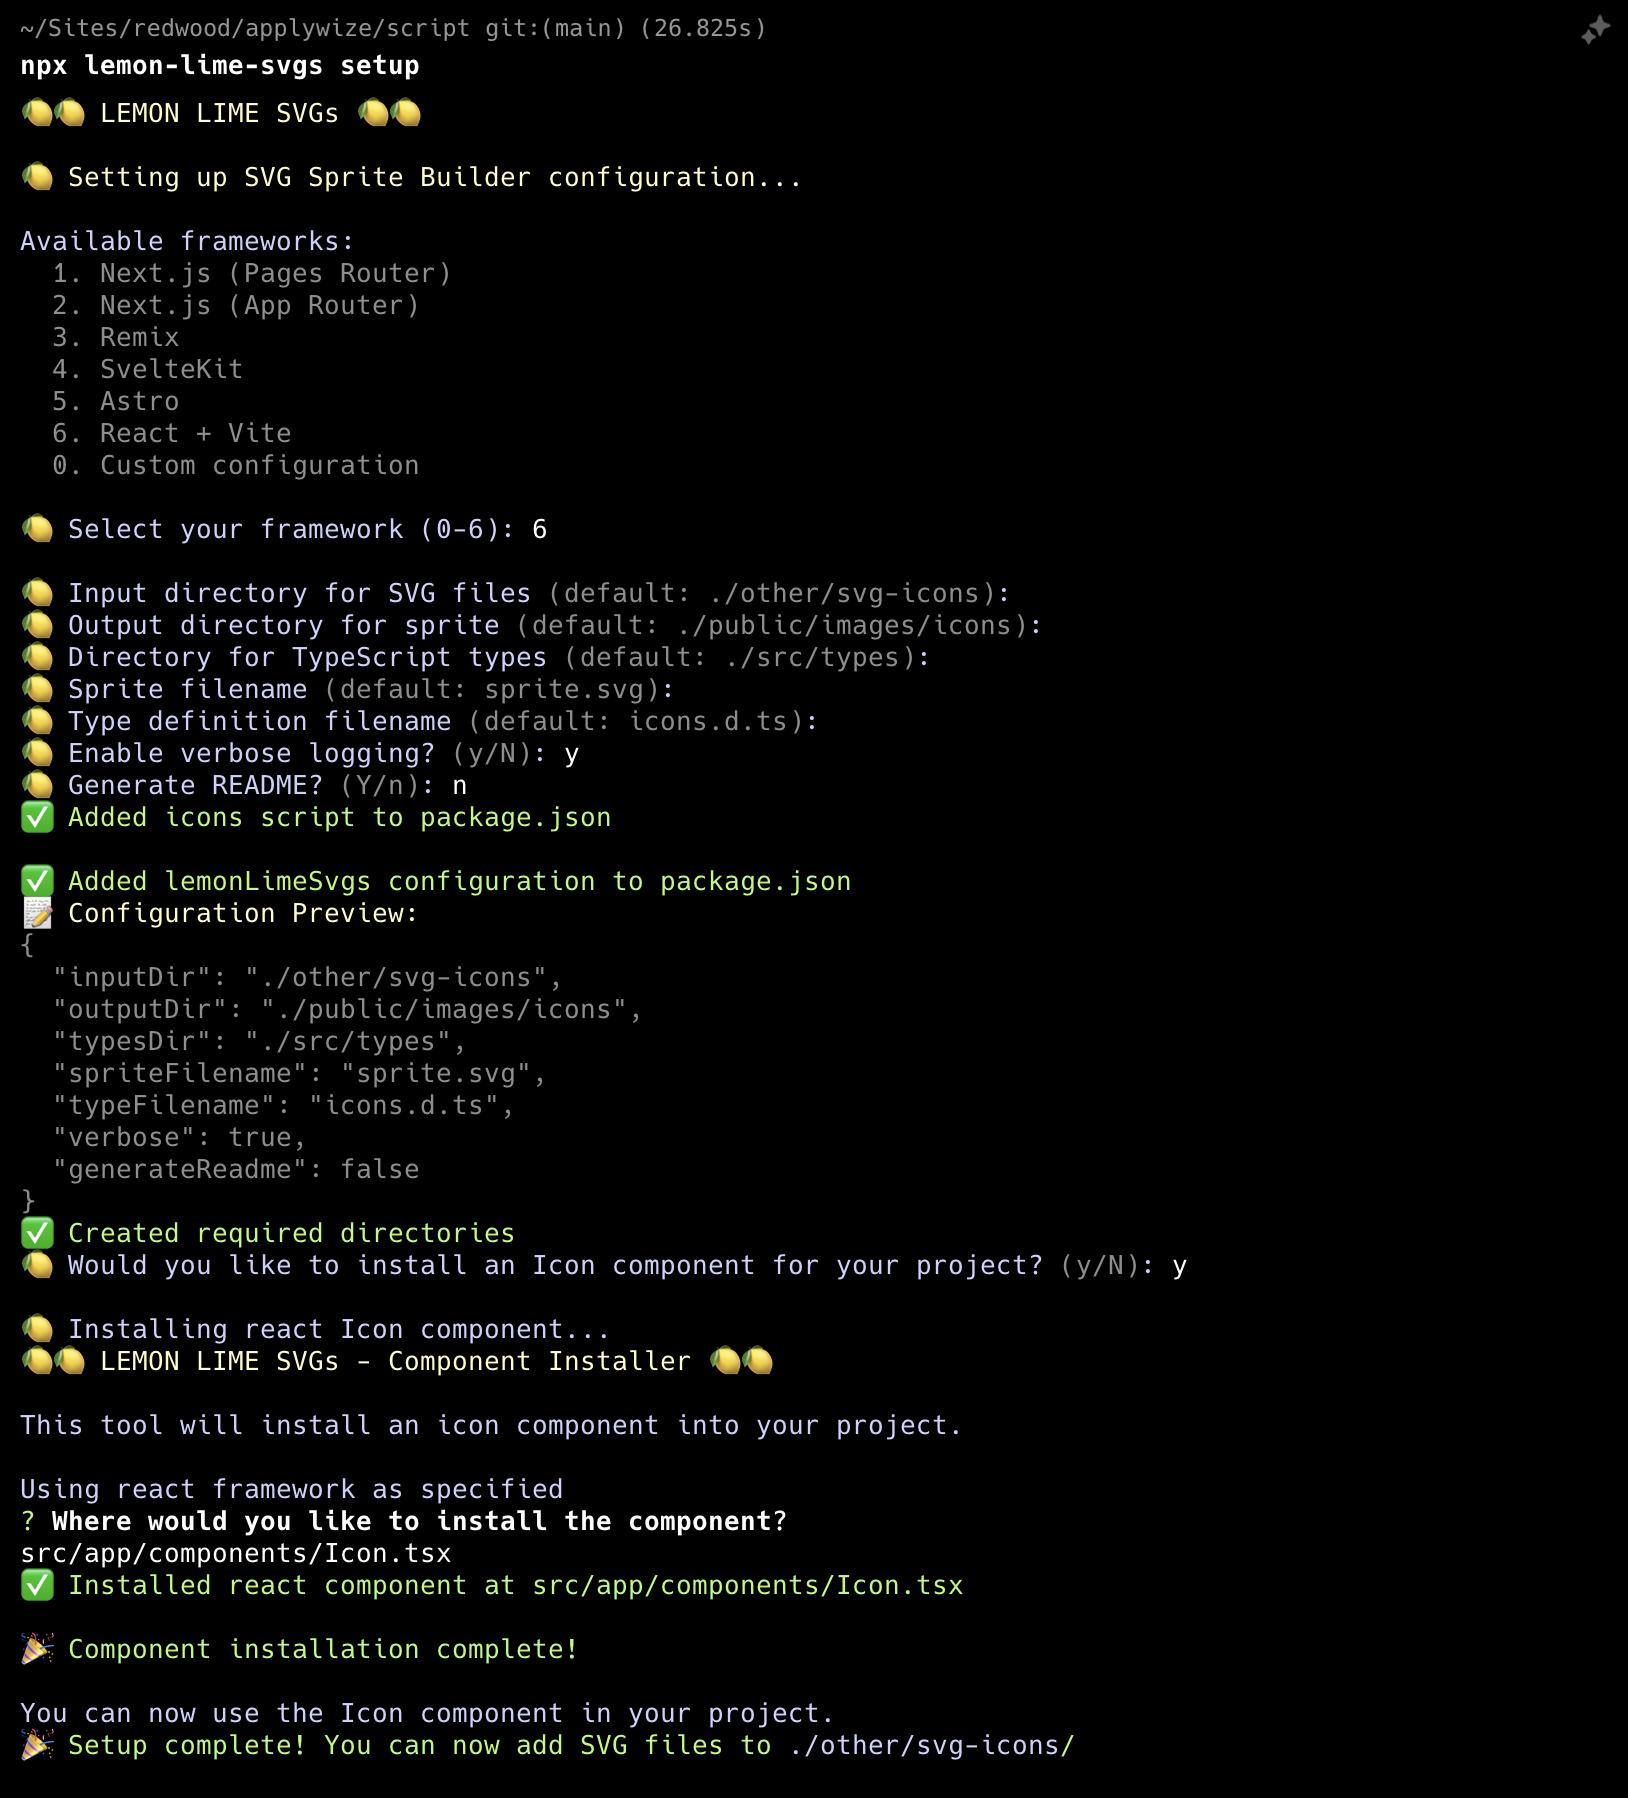 ~/Sites/redwood/applywize/script git:(main) (26.825s)
npx lemon-lime-svgs setup
🍋🍋 LEMON LIME SVGs 🍋🍋
🍋 Setting up SVG Sprite Builder configuration...
Available frameworks:
1. Next.js (Pages Router)
2. Next.js (App Router)
3. Remix
4. SvelteKit
5. Astro
6. React + Vite
0. Custom configuration
🍋 Select your framework (0-6): 6
🍋 Input directory for SVG files (default: ./other/svg-icons):
🍋 Output directory for sprite (default: ./public/images/icons):
🍋 Directory for TypeScript types (default: ./src/types):
🍋 Sprite filename (default: sprite.svg):
🍋 Type definition filename (default: icons.d.ts):
🍋 Enable verbose logging? (y/N): y
🍋 Generate README? (Y/n): n
✅ Added icons script to package.json
✅ Added lemonLimeSvgs configuration to package.json
📝 Configuration Preview:
{
"inputDir": "./other/svg-icons",
"outputDir": "./public/images/icons",
"typesDir": "./src/types",
"spriteFilename": "sprite.svg",
"typeFilename": "icons.d.ts",
"verbose": true,
"generateReadme": false
}
✅ Created required directories
🍋 Would you like to install an Icon component for your project? (y/N): y
🍋 Installing react Icon component...
🍋🍋 LEMON LIME SVGs - Component Installer 🍋🍋
This tool will install an icon component into your project.
Using react framework as specified
? Where would you like to install the component?
src/app/components/Icon.tsx
✅ Installed react component at src/app/components/Icon.tsx
🎉 Component installation complete!
You can now use the Icon component in your project.
🎉 Setup complete! You can now add SVG files to ./other/svg-icons/